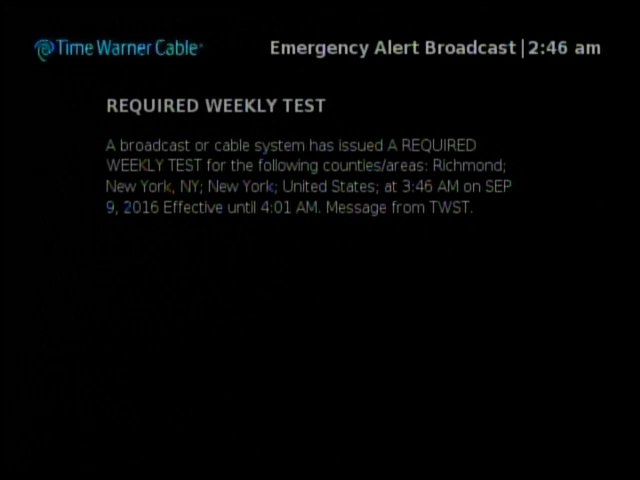 Time Warner Cable
Emergency Alert Broadcast | 2:46 am
REQUIRED WEEKLY TEST
A broadcast or cable system has issued A REQUIRED
WEEKLY TEST for the following counties/areas: Richmond;
New York, NY; New York; United States; at 3:46 AM on SEP
9, 2016 Effective until 4:01 AM. Message from TWST.